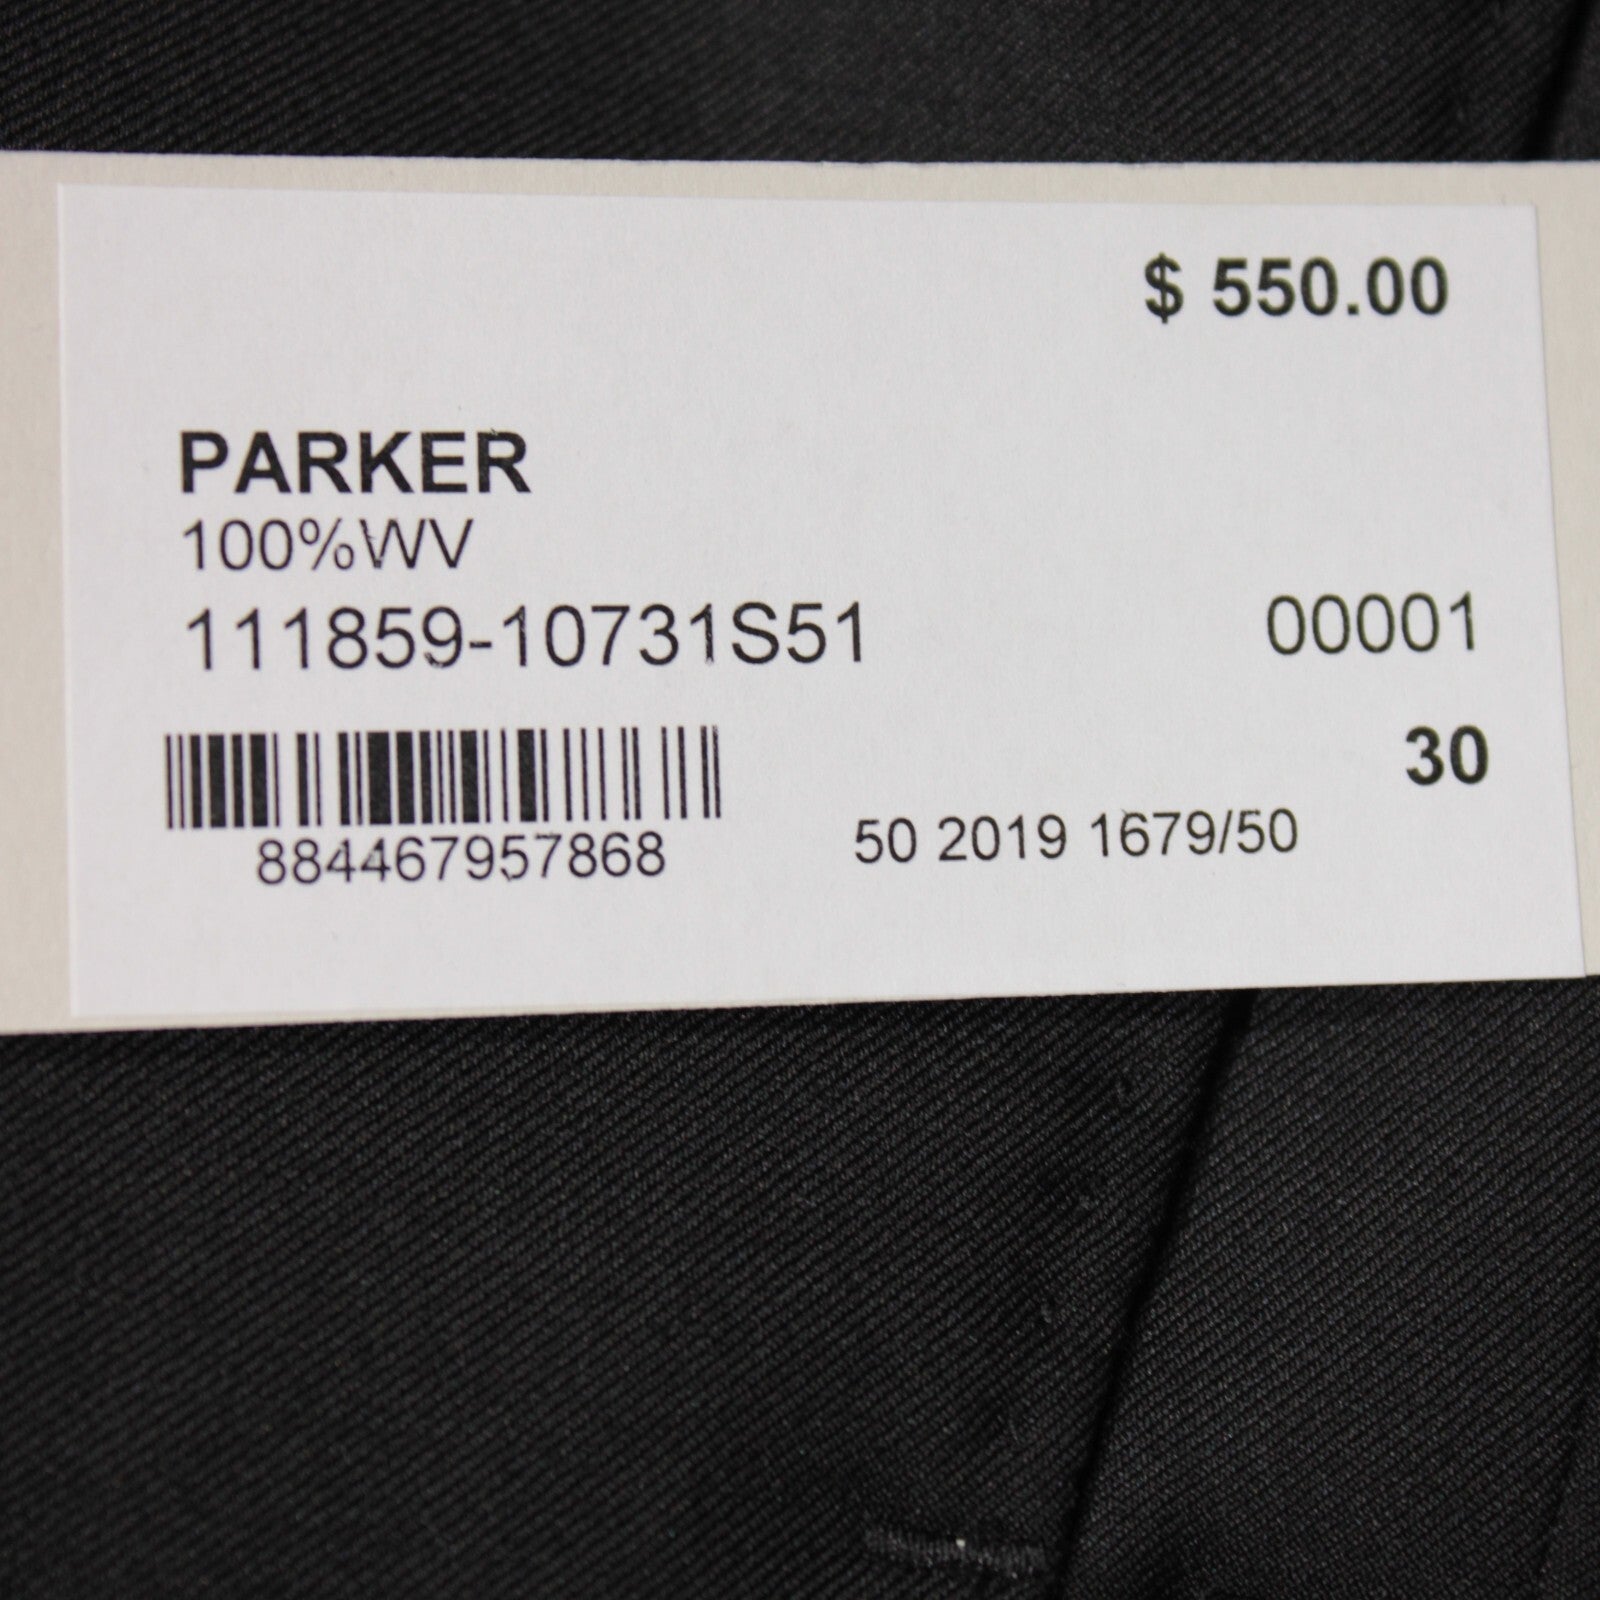 $ 550.00
PARKER
100%WV
111859-10731S51 00001
30
884467957868 50 2019 1679/50